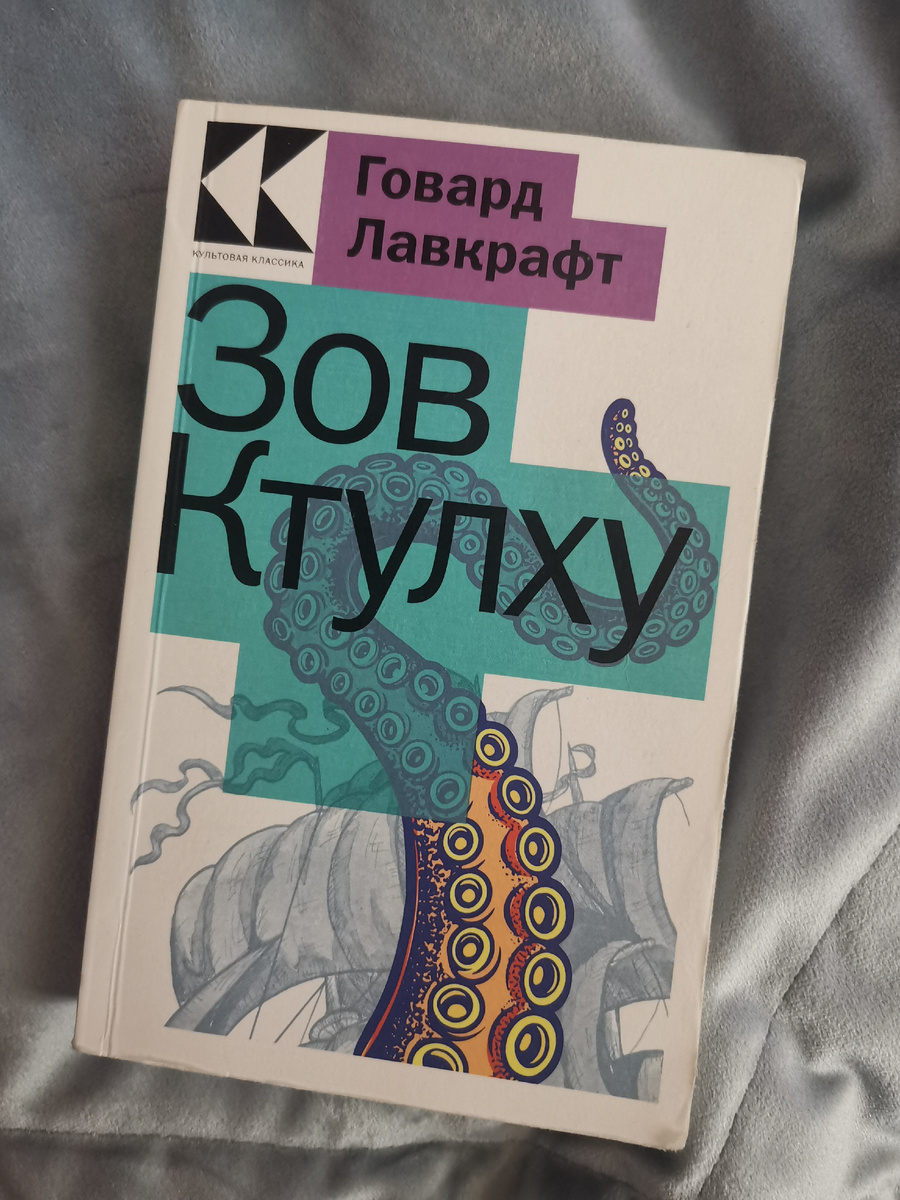 Говард
Лавкрафт
КУЛЬТОВАЯ КЛАССИКА
Зов
Ктулху